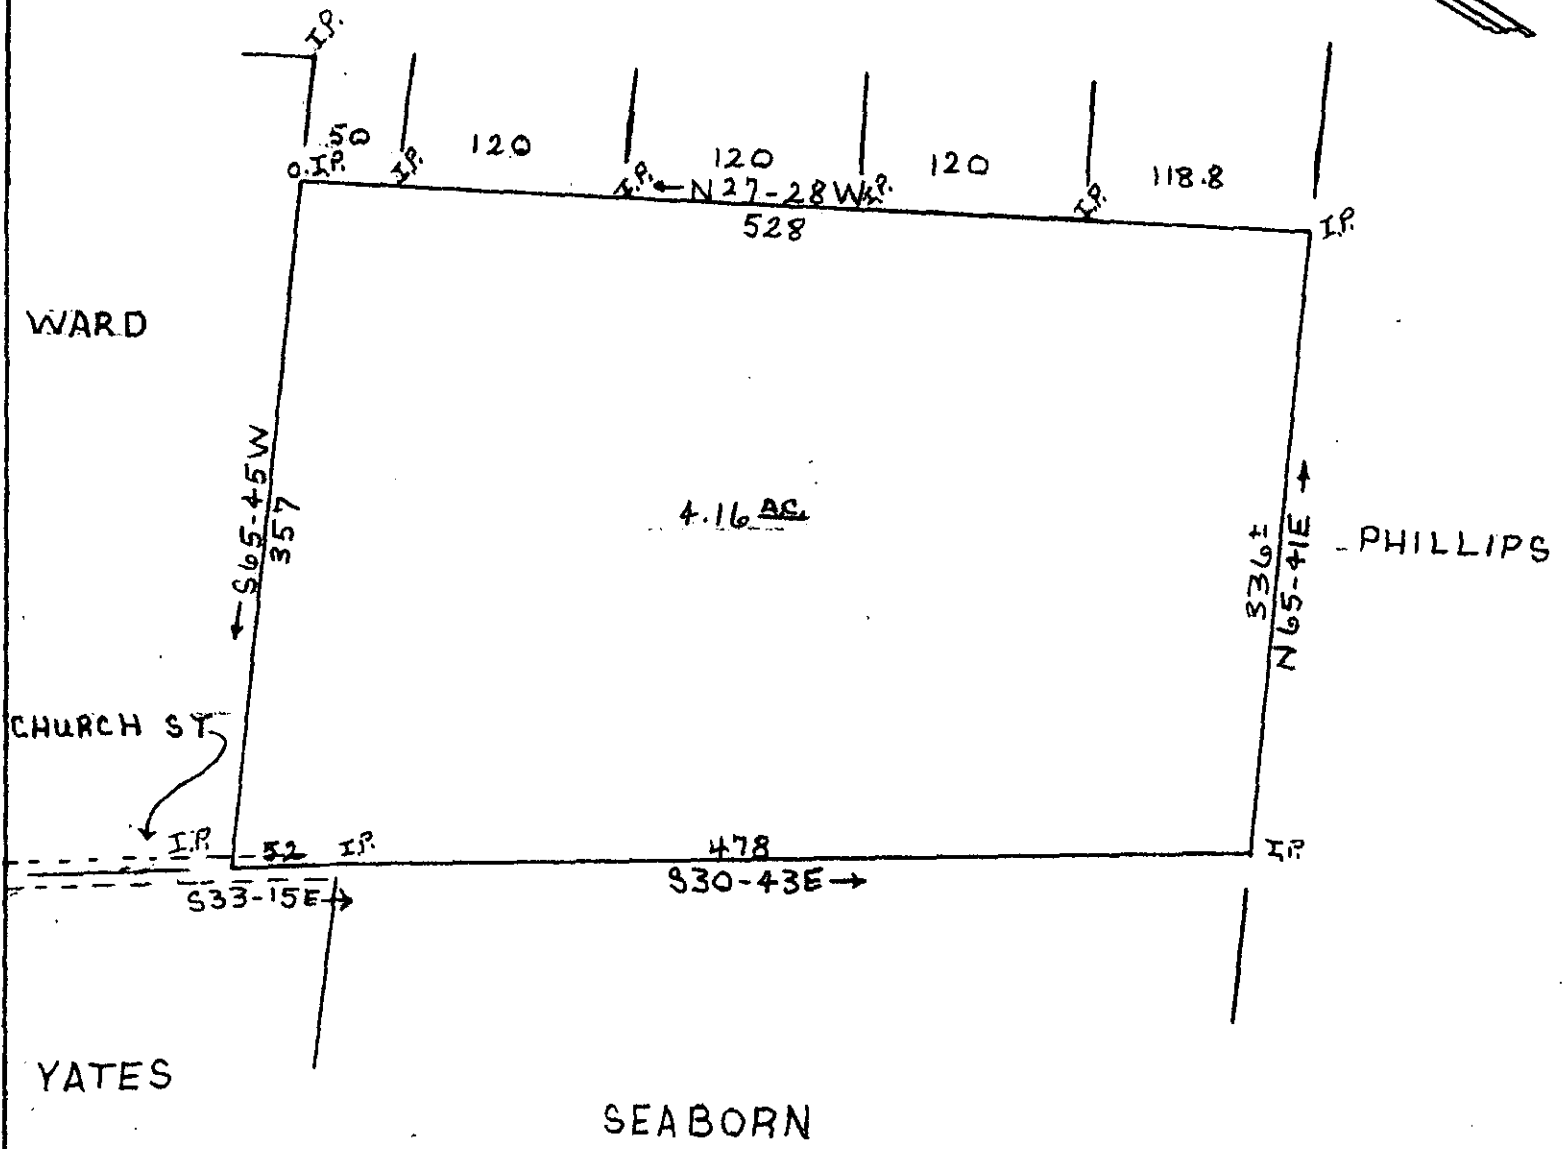 I.P.
50
120
120
120
118.8
O.I.P.
I.P.
I.P.
← N27-28W
I.P.
I.P.
I.P.
528
WARD
← S65-45W
357
4.16 AC.
336±
N65-41E →
PHILLIPS
CHURCH ST
I.P.
52
I.P.
478
I.P.
S33-15E→
S30-43E→
YATES
SEABORN